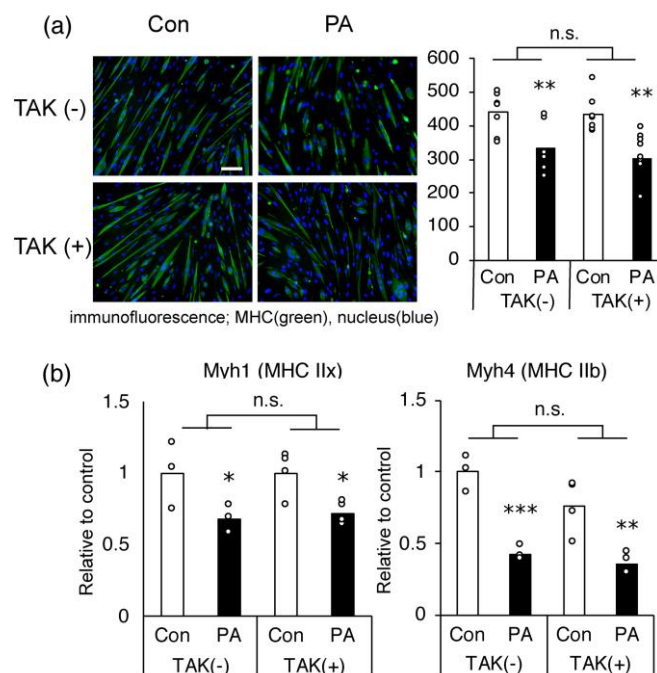 (a)
Con
PA
TAK (-)
TAK (+)
immunofluorescence; MHC(green), nucleus(blue)
n.s.
600
500
400
300
200
100
0
**
**
Con PA Con PA
TAK(-) TAK(+)
(b)
Myh1 (MHC IIx)
n.s.
Relative to control
1.5
1
0.5
0
*
*
Con PA Con PA
TAK(-) TAK(+)
Myh4 (MHC IIb)
n.s.
Relative to control
1.5
1
0.5
0
***
**
Con PA Con PA
TAK(-) TAK(+)